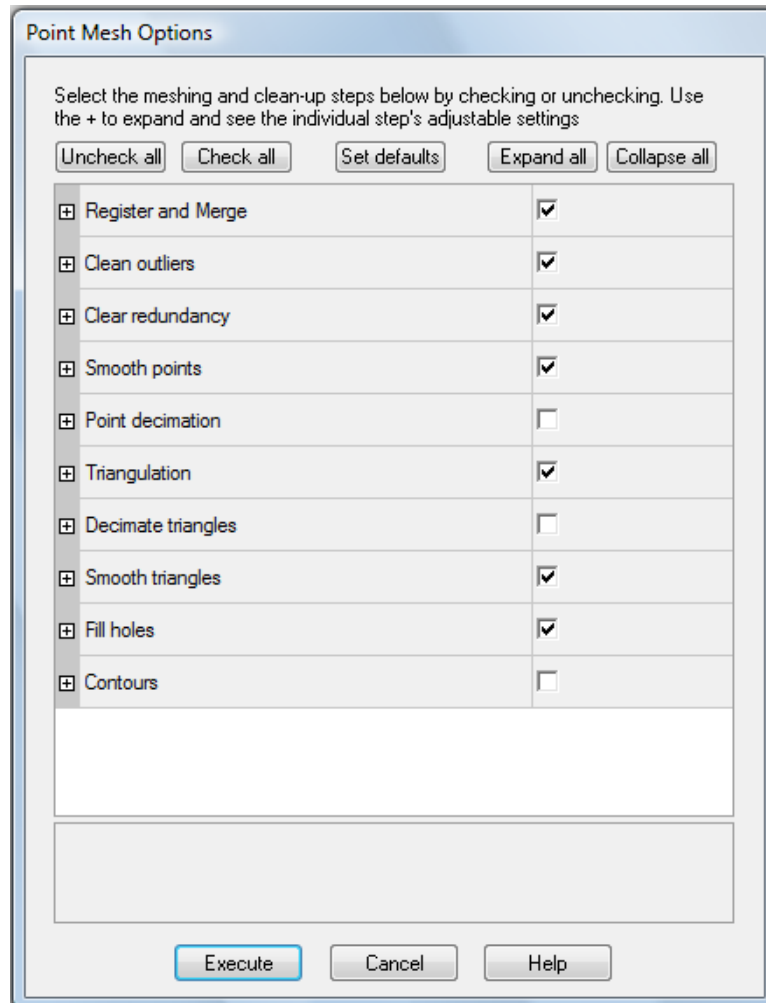 Point Mesh Options
Select the meshing and clean-up steps below by checking or unchecking. Use
the + to expand and see the individual step's adjustable settings
Uncheck all Check all Set defaults Expand all Collapse all
Register and Merge
Clean outliers
Clear redundancy
Smooth points
Point decimation
Triangulation
Decimate triangles
Smooth triangles
Fill holes
Contours
Execute Cancel Help